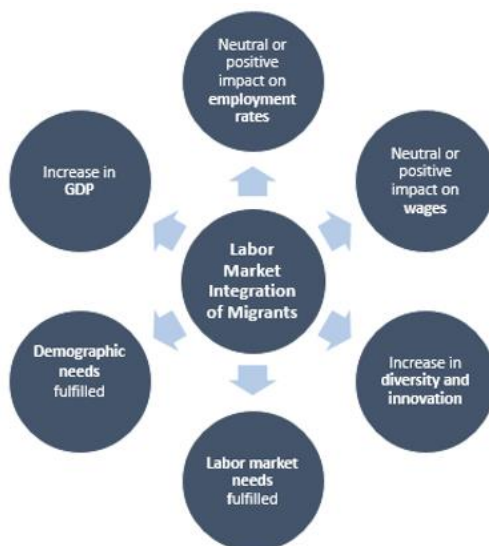 Neutral or
positive
impact on
employment
rates
Increase in
GDP
Neutral or
positive
impact on
wages
Labor
Market
Integration
of Migrants
Demographic
needs
fulfilled
Increase in
diversity and
innovation
Labor market
needs
fulfilled